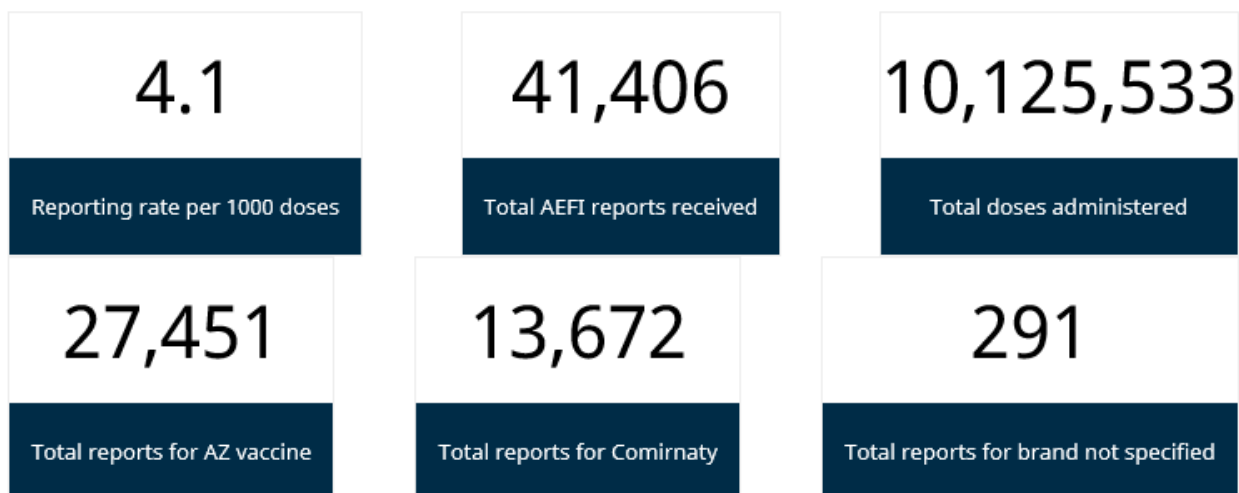 4.1
Reporting rate per 1000 doses
41,406
Total AEFI reports received
10,125,533
Total doses administered
27,451
Total reports for AZ vaccine
13,672
Total reports for Comirnaty
291
Total reports for brand not specified